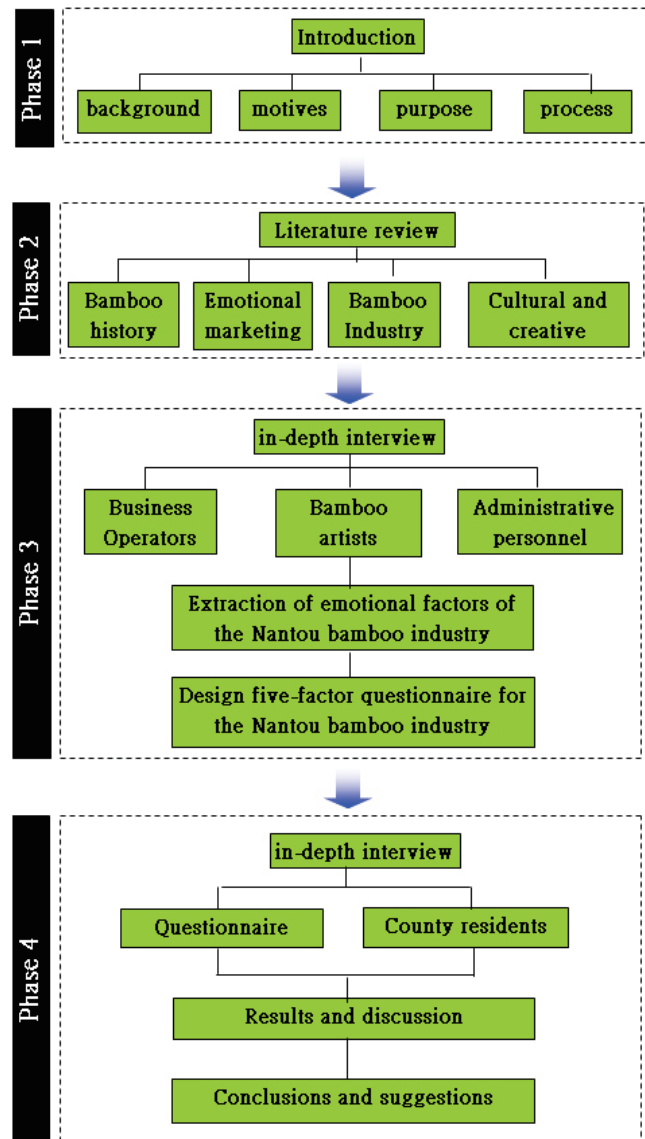 Phase 1
Introduction
background
motives
purpose
process
Phase 2
Literature review
Bamboo
history
Emotional
marketing
Bamboo
Industry
Cultural and
creative
Phase 3
in-depth interview
Business
Operators
Bamboo
artists
Administrative
personnel
Extraction of emotional factors of
the Nantou bamboo industry
Design five-factor questionnaire for
the Nantou bamboo industry
Phase 4
in-depth interview
Questionnaire
County residents
Results and discussion
Conclusions and suggestions